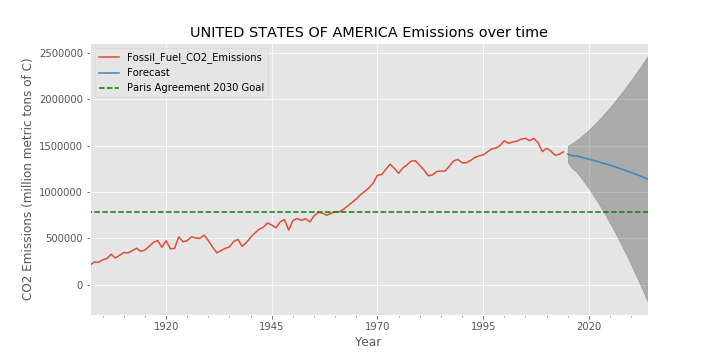 UNITED STATES OF AMERICA Emissions over time
Fossil_Fuel_CO2_Emissions
Forecast
Paris Agreement 2030 Goal
CO2 Emissions (million metric tons of C)
2500000
2000000
1500000
1000000
500000
0
1920 1945 1970 1995 2020
Year